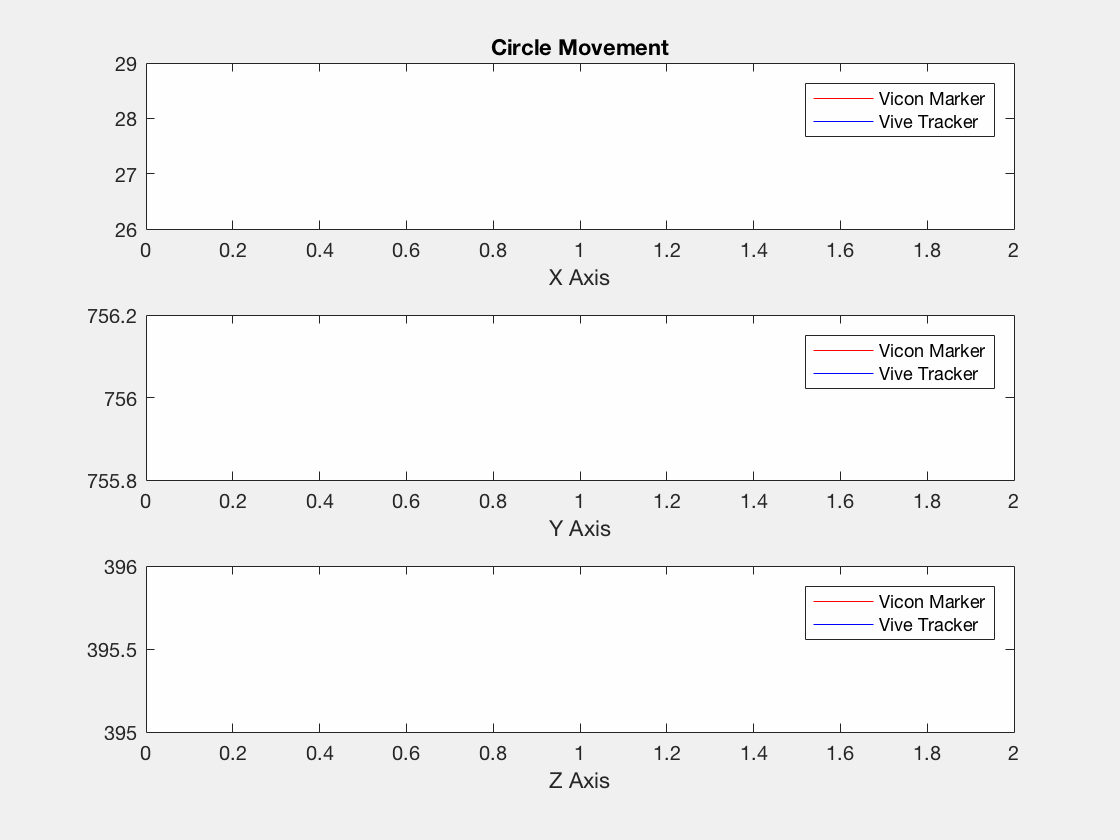 Circle Movement
29
28
27
26
Vicon Marker
Vive Tracker
0 0.2 0.4 0.6 0.8 1 1.2 1.4 1.6 1.8 2
X Axis
756.2
756
755.8
Vicon Marker
Vive Tracker
0 0.2 0.4 0.6 0.8 1 1.2 1.4 1.6 1.8 2
Y Axis
396
395.5
395
Vicon Marker
Vive Tracker
0 0.2 0.4 0.6 0.8 1 1.2 1.4 1.6 1.8 2
Z Axis